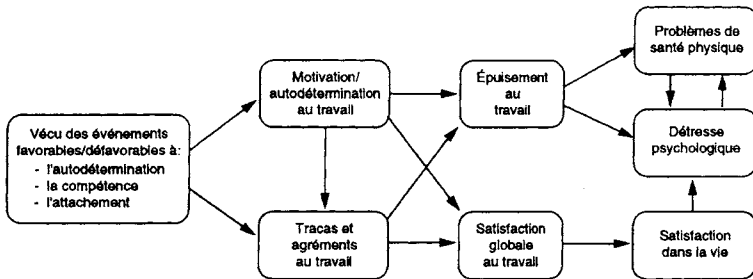 Vécu des événements
favorables/défavorables à:
- l'autodétermination
- la compétence
- l'attachement
Motivation/
autodétermination
au travail
Tracas et
agréments
au travail
Épuisement
au
travail
Satisfaction
globale
au travail
Problèmes de
santé physique
Détresse
psychologique
Satisfaction
dans la vie